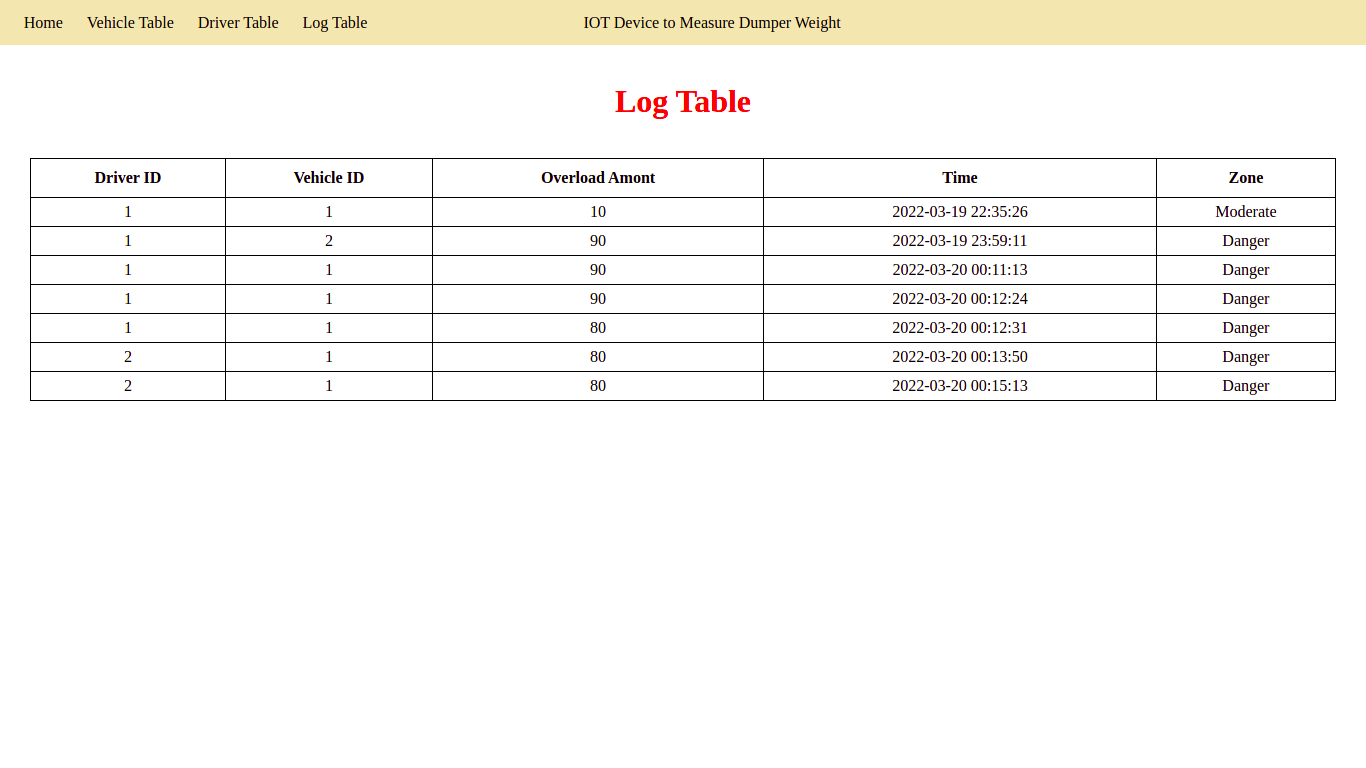 Home Vehicle Table Driver Table Log Table IOT Device to Measure Dumper Weight
Log Table
Driver ID Vehicle ID Overload Amont Time Zone
1 1 10 2022-03-19 22:35:26 Moderate
1 2 90 2022-03-19 23:59:11 Danger
1 1 90 2022-03-20 00:11:13 Danger
1 1 90 2022-03-20 00:12:24 Danger
1 1 80 2022-03-20 00:12:31 Danger
2 1 80 2022-03-20 00:13:50 Danger
2 1 80 2022-03-20 00:15:13 Danger